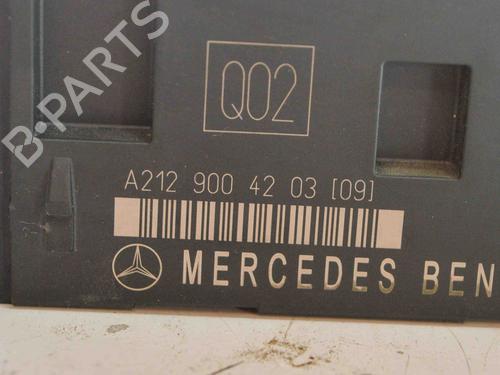 B-PARTS
Q02
A212 900 42 03 [09]
MERCEDES BEN